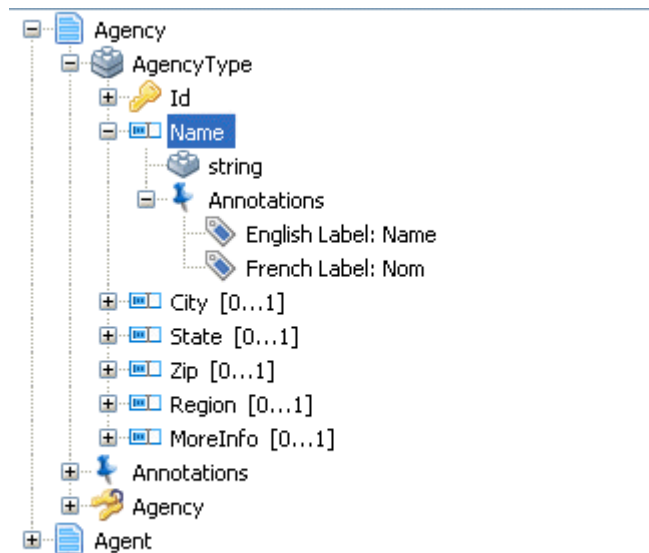 Agency
AgencyType
Id
Name
string
Annotations
English Label: Name
French Label: Nom
City [0...1]
State [0...1]
Zip [0...1]
Region [0...1]
MoreInfo [0...1]
Annotations
Agency
Agent